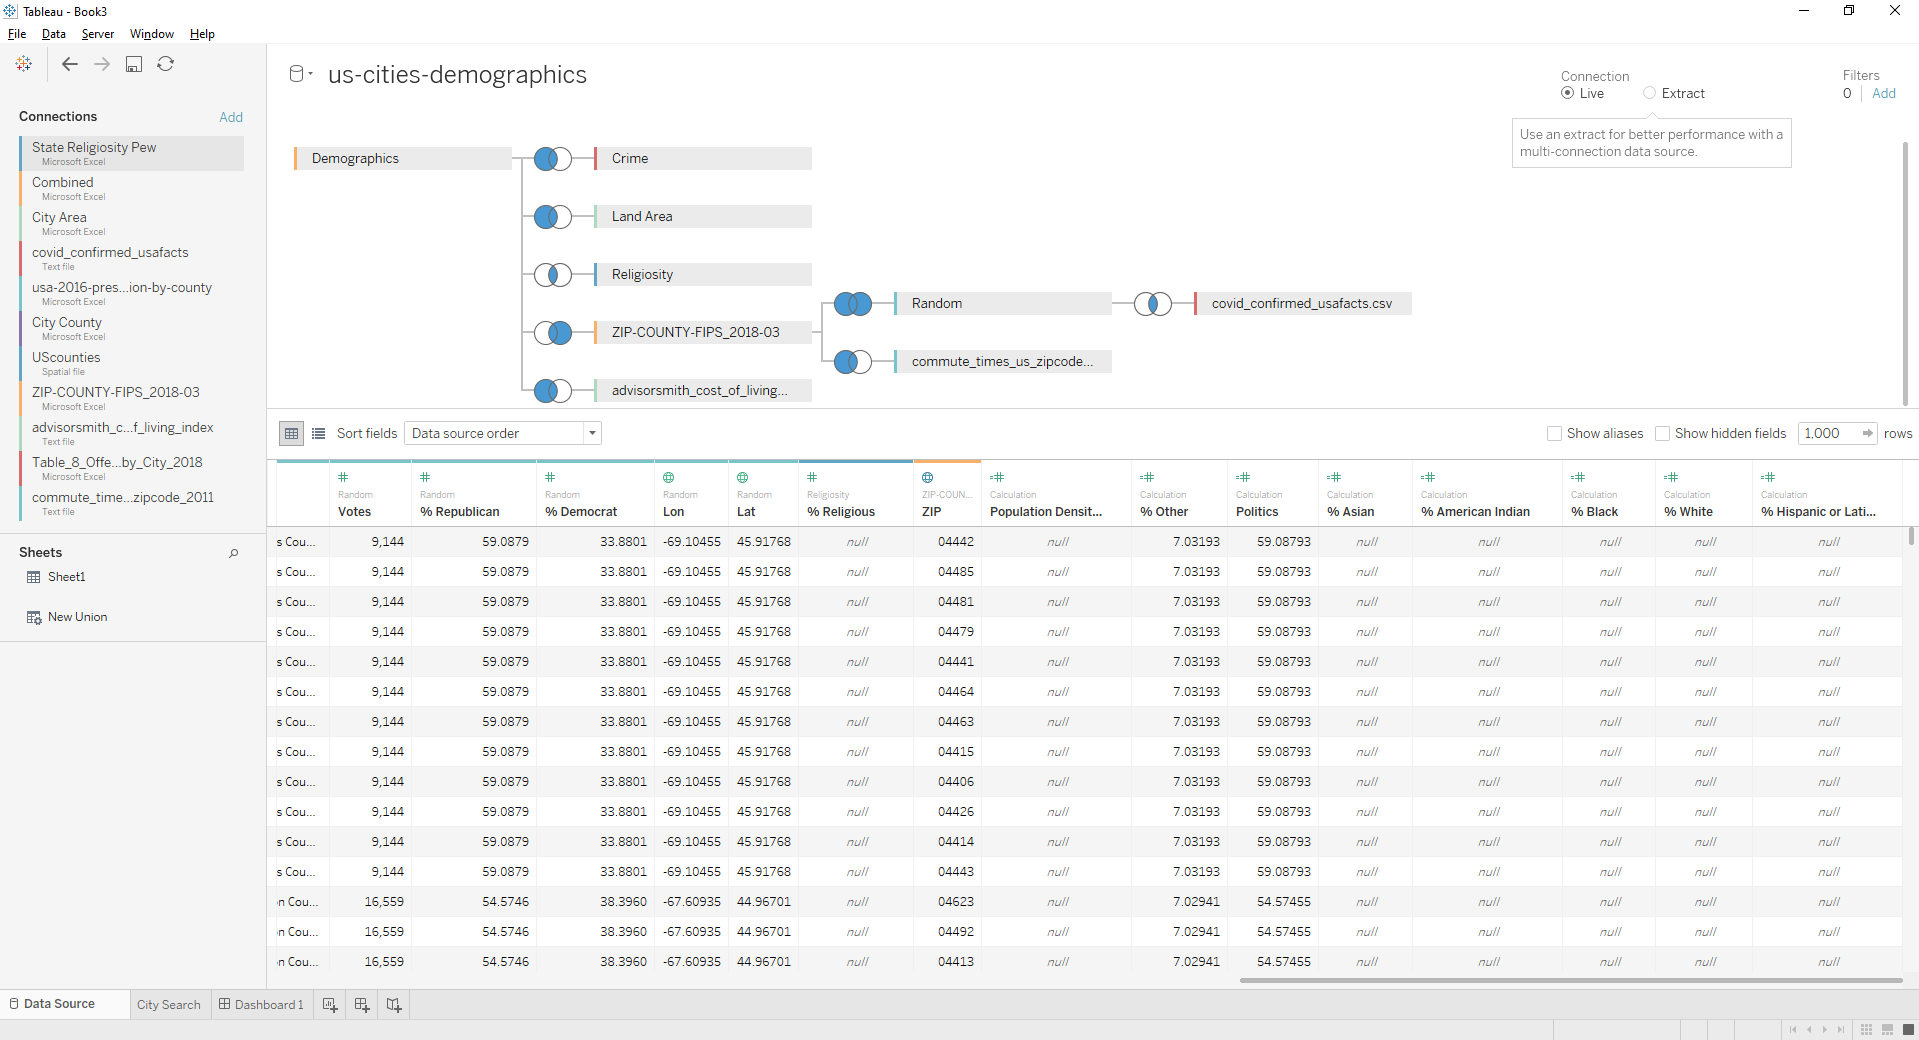 Tableau - Book3
File Data Server Window Help
us-cities-demographics
Connection
Live Extract
Filters
0 Add
Use an extract for better performance with a
multi-connection data source.
Connections Add
State Religiosity Pew
Microsoft Excel
Combined
Microsoft Excel
City Area
Microsoft Excel
covid_confirmed_usafacts
Text file
usa-2016-pres...ion-by-county
Microsoft Excel
City County
Microsoft Excel
UScounties
Spatial file
ZIP-COUNTY-FIPS_2018-03
Microsoft Excel
advisorsmith_c...f_living_index
Text file
Table_8_Offe...by_City_2018
Microsoft Excel
commute_time...zipcode_2011
Text file
Sheets
Sheet1
New Union
Demographics Crime
Land Area
Religiosity
Random covid_confirmed_usafacts.csv
ZIP-COUNTY-FIPS_2018-03
commute_times_us_zipcode...
advisorsmith_cost_of_living...
Sort fields Data source order Show aliases Show hidden fields 1,000 rows
Random Random Random Random Random Religiosity ZIP-COUN... Calculation Calculation Calculation Calculation Calculation Calculation Calculation Calculation
Votes % Republican % Democrat Lon Lat % Religious ZIP Population Densit... % Other Politics % Asian % American Indian % Black % White % Hispanic or Lati...
s Cou... 9,144 59.0879 33.8801 -69.10455 45.91768 null 04442 null 7.03193 59.08793 null null null null null
s Cou... 9,144 59.0879 33.8801 -69.10455 45.91768 null 04485 null 7.03193 59.08793 null null null null null
s Cou... 9,144 59.0879 33.8801 -69.10455 45.91768 null 04481 null 7.03193 59.08793 null null null null null
s Cou... 9,144 59.0879 33.8801 -69.10455 45.91768 null 04479 null 7.03193 59.08793 null null null null null
s Cou... 9,144 59.0879 33.8801 -69.10455 45.91768 null 04441 null 7.03193 59.08793 null null null null null
s Cou... 9,144 59.0879 33.8801 -69.10455 45.91768 null 04464 null 7.03193 59.08793 null null null null null
s Cou... 9,144 59.0879 33.8801 -69.10455 45.91768 null 04463 null 7.03193 59.08793 null null null null null
s Cou... 9,144 59.0879 33.8801 -69.10455 45.91768 null 04415 null 7.03193 59.08793 null null null null null
s Cou... 9,144 59.0879 33.8801 -69.10455 45.91768 null 04406 null 7.03193 59.08793 null null null null null
s Cou... 9,144 59.0879 33.8801 -69.10455 45.91768 null 04426 null 7.03193 59.08793 null null null null null
s Cou... 9,144 59.0879 33.8801 -69.10455 45.91768 null 04414 null 7.03193 59.08793 null null null null null
s Cou... 9,144 59.0879 33.8801 -69.10455 45.91768 null 04443 null 7.03193 59.08793 null null null null null
n Cou... 16,559 54.5746 38.3960 -67.60935 44.96701 null 04623 null 7.02941 54.57455 null null null null null
n Cou... 16,559 54.5746 38.3960 -67.60935 44.96701 null 04492 null 7.02941 54.57455 null null null null null
n Cou... 16,559 54.5746 38.3960 -67.60935 44.96701 null 04413 null 7.02941 54.57455 null null null null null
Data Source City Search Dashboard 1